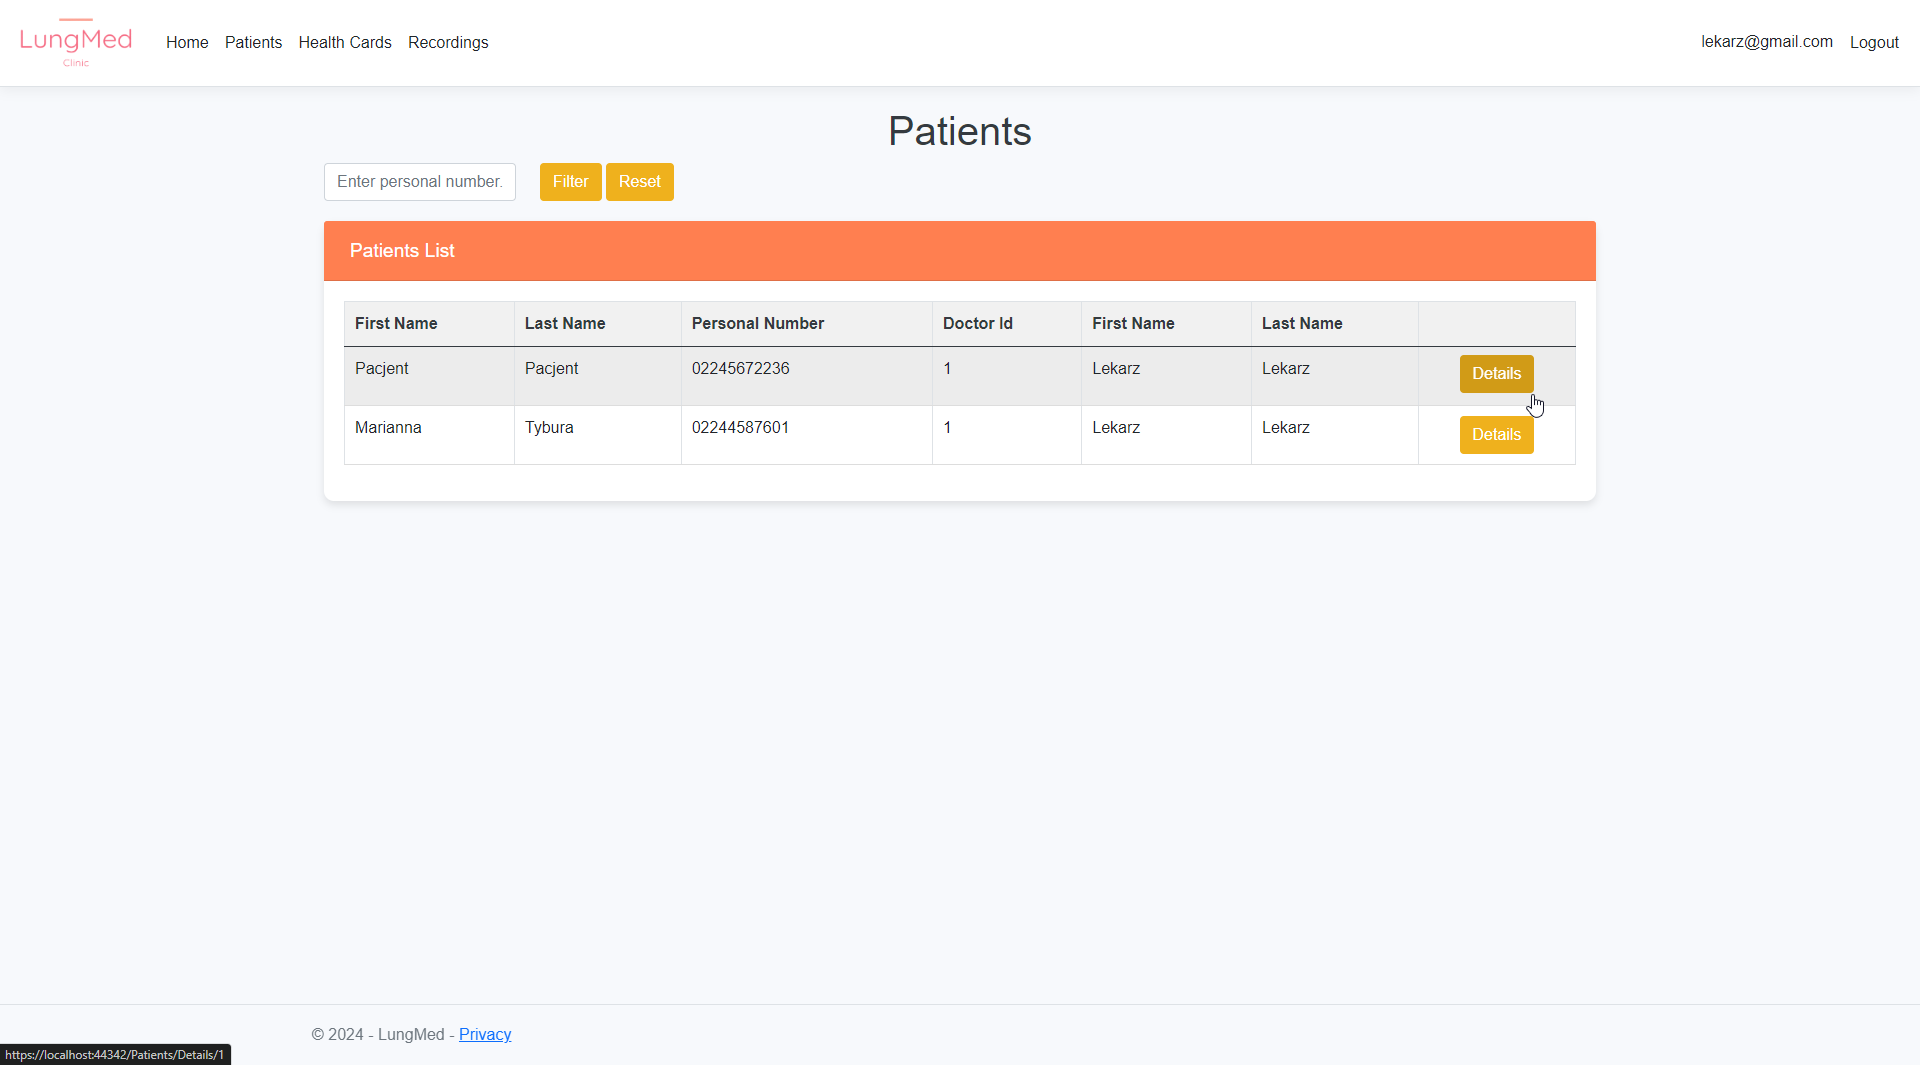 LungMed
Clinic
Home Patients Health Cards Recordings
lekarz@gmail.com Logout
Patients
Enter personal number.
Filter Reset
Patients List
First Name Last Name Personal Number Doctor Id First Name Last Name
Pacjent Pacjent 02245672236 1 Lekarz Lekarz Details
Marianna Tybura 02244587601 1 Lekarz Lekarz Details
© 2024 - LungMed - Privacy
https://localhost:44342/Patients/Details/1